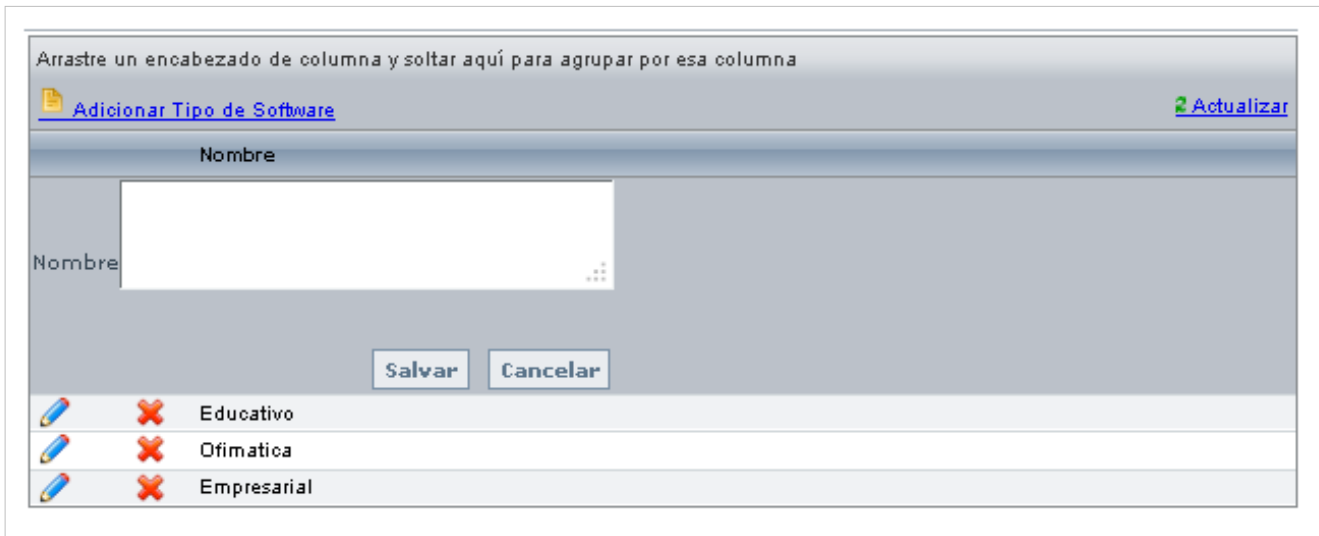 Arrastre un encabezado de columna y soltar aquí para agrupar por esa columna
Adicionar Tipo de Software
Actualizar
Nombre
Nombre
Salvar Cancelar
Educativo
Ofimatica
Empresarial